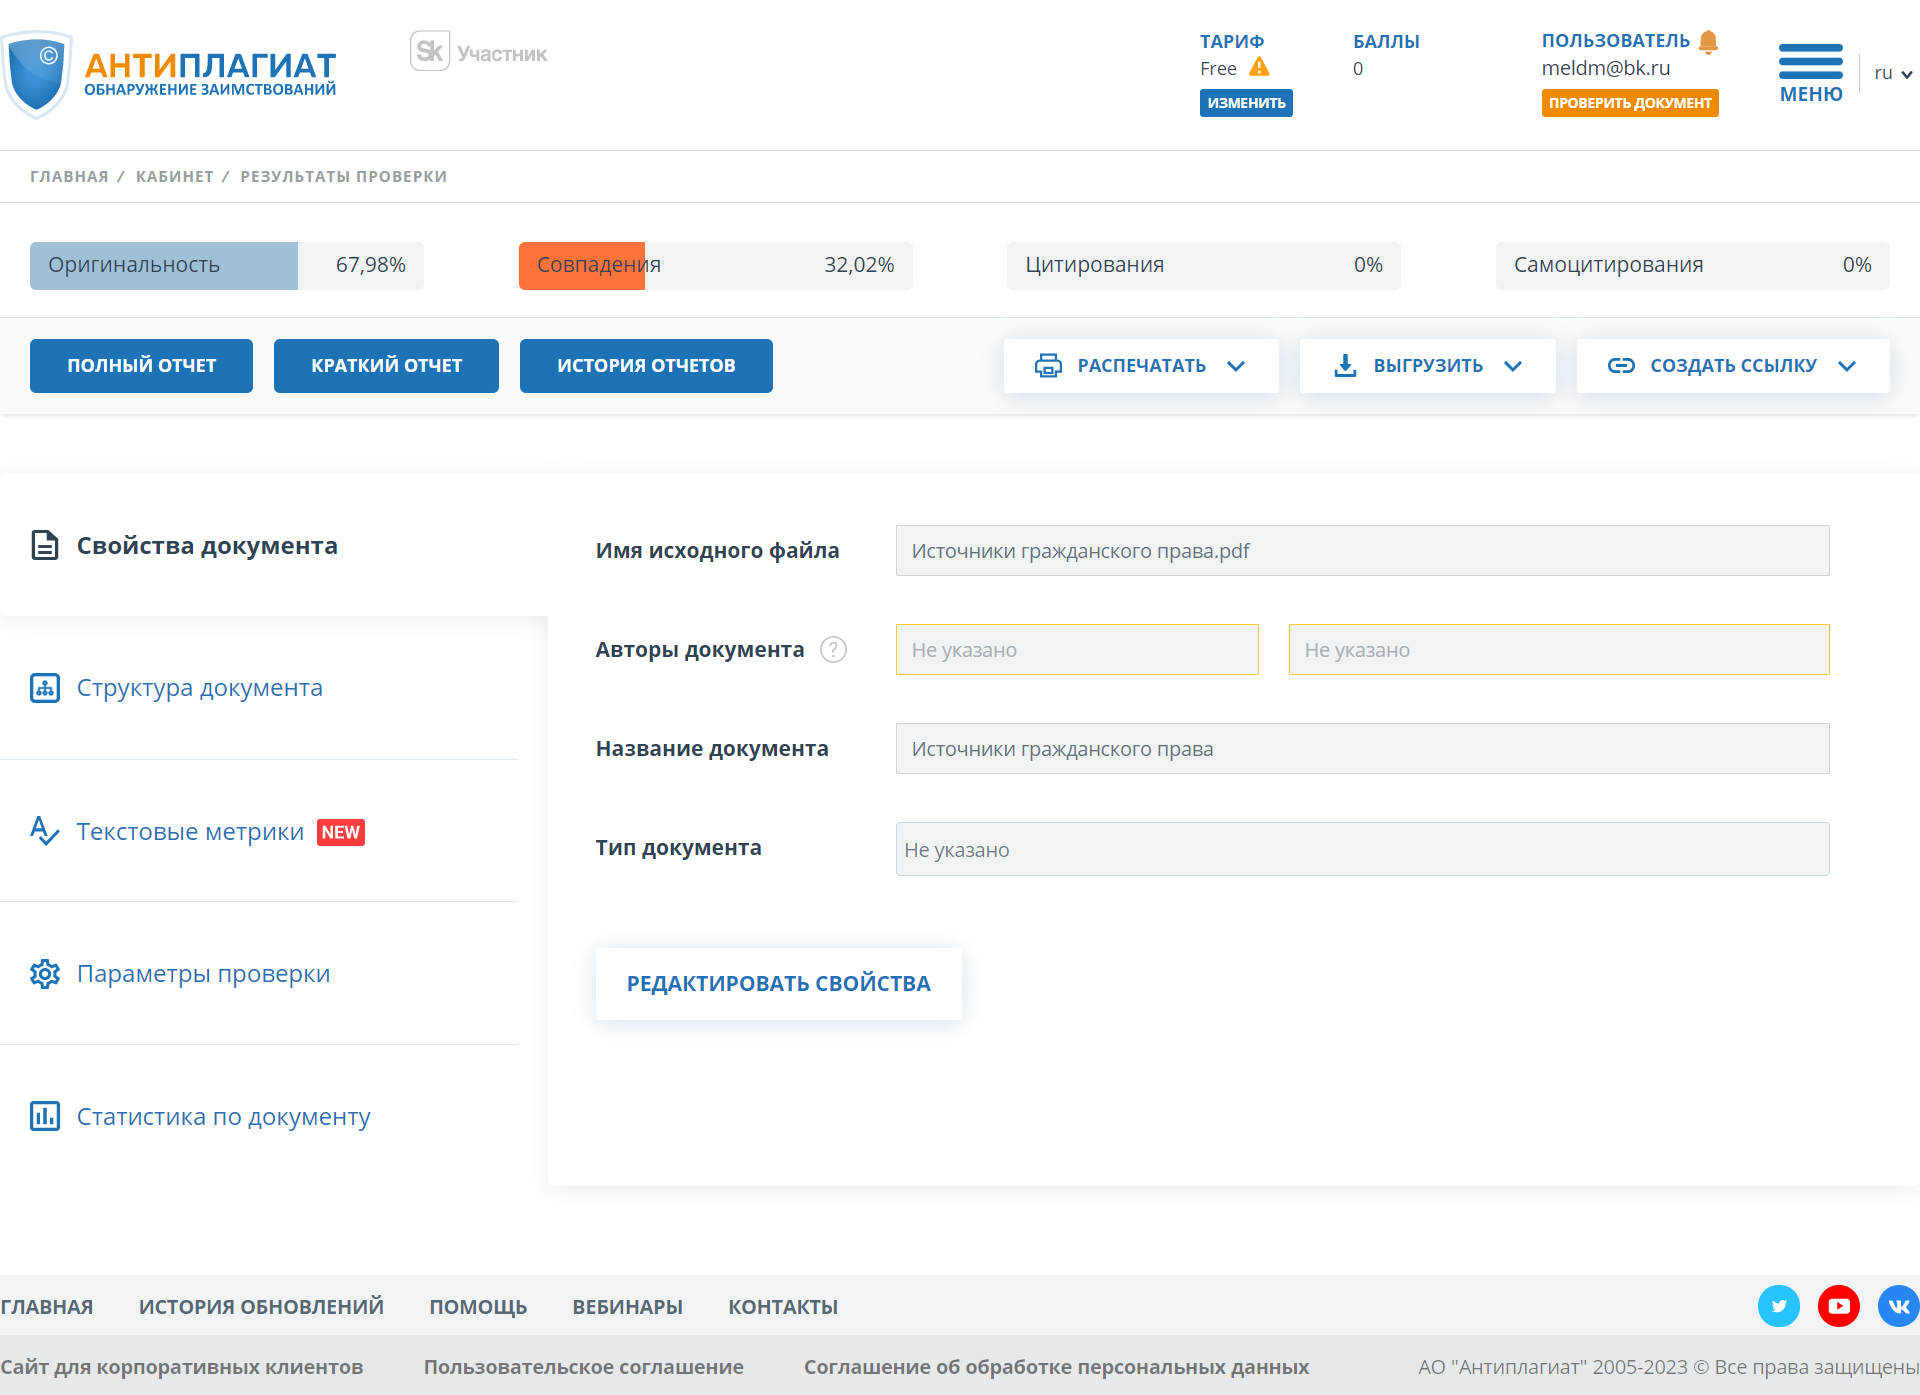 ©
АНТИПЛАГИАТ
ОБНАРУЖЕНИЕ ЗАИМСТВОВАНИЙ
Sk Участник
ТАРИФ
Free
ИЗМЕНИТЬ
БАЛЛЫ
0
ПОЛЬЗОВАТЕЛЬ
meldm@bk.ru
ПРОВЕРИТЬ ДОКУМЕНТ
МЕНЮ
ru
ГЛАВНАЯ / КАБИНЕТ / РЕЗУЛЬТАТЫ ПРОВЕРКИ
Оригинальность 67,98%
Совпадения 32,02%
Цитирования 0%
Самоцитирования 0%
ПОЛНЫЙ ОТЧЕТ
КРАТКИЙ ОТЧЕТ
ИСТОРИЯ ОТЧЕТОВ
РАСПЕЧАТАТЬ
ВЫГРУЗИТЬ
СОЗДАТЬ ССЫЛКУ
Свойства документа
Структура документа
Текстовые метрики NEW
Параметры проверки
Статистика по документу
Имя исходного файла Источники гражданского права.pdf
Авторы документа ? Не указано Не указано
Название документа Источники гражданского права
Тип документа Не указано
РЕДАКТИРОВАТЬ СВОЙСТВА
ГЛАВНАЯ ИСТОРИЯ ОБНОВЛЕНИЙ ПОМОЩЬ ВЕБИНАРЫ КОНТАКТЫ
Сайт для корпоративных клиентов Пользовательское соглашение Соглашение об обработке персональных данных АО "Антиплагиат" 2005-2023 © Все права защищены